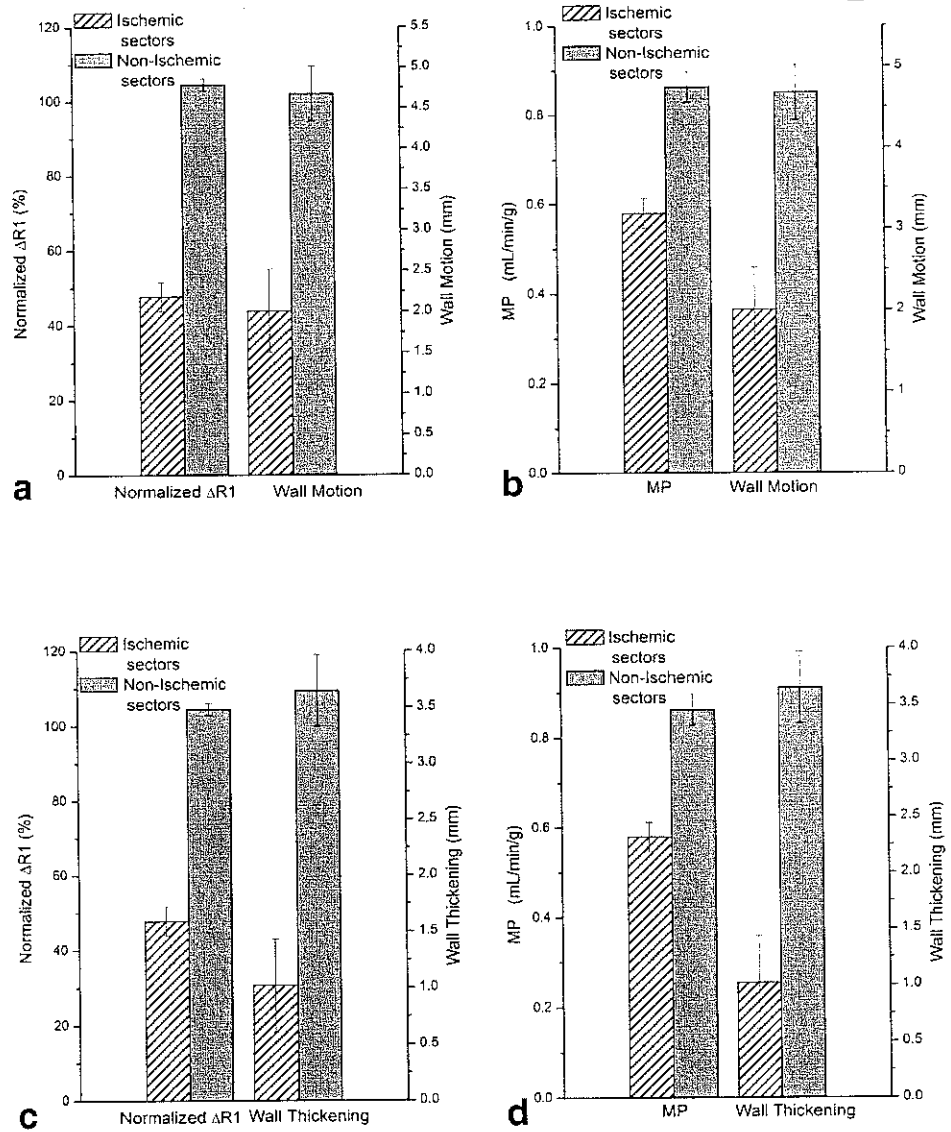 Ischemic
sectors
Non-Ischemic
sectors
Normalized ΔR1 (%)
120
100
80
60
40
20
0
5.5
5.0
4.5
4.0
3.5
3.0
2.5
2.0
1.5
1.0
0.5
0.0
Wall Motion (mm)
Normalized ΔR1 Wall Motion
a
Ischemic
sectors
Non-Ischemic
sectors
MP (mL/min/g)
1.0
0.8
0.6
0.4
0.2
0.0
5
4
3
2
1
0
Wall Motion (mm)
MP Wall Motion
b
Ischemic
sectors
Non-Ischemic
sectors
Normalized ΔR1 (%)
120
100
80
60
40
20
0
4.0
3.5
3.0
2.5
2.0
1.5
1.0
0.5
0.0
Wall Thickening (mm)
Normalized ΔR1 Wall Thickening
c
Ischemic
sectors
Non-Ischemic
sectors
MP (mL/min/g)
1.0
0.8
0.6
0.4
0.2
0.0
4.0
3.5
3.0
2.5
2.0
1.5
1.0
0.5
0.0
Wall Thickening (mm)
MP Wall Thickening
d